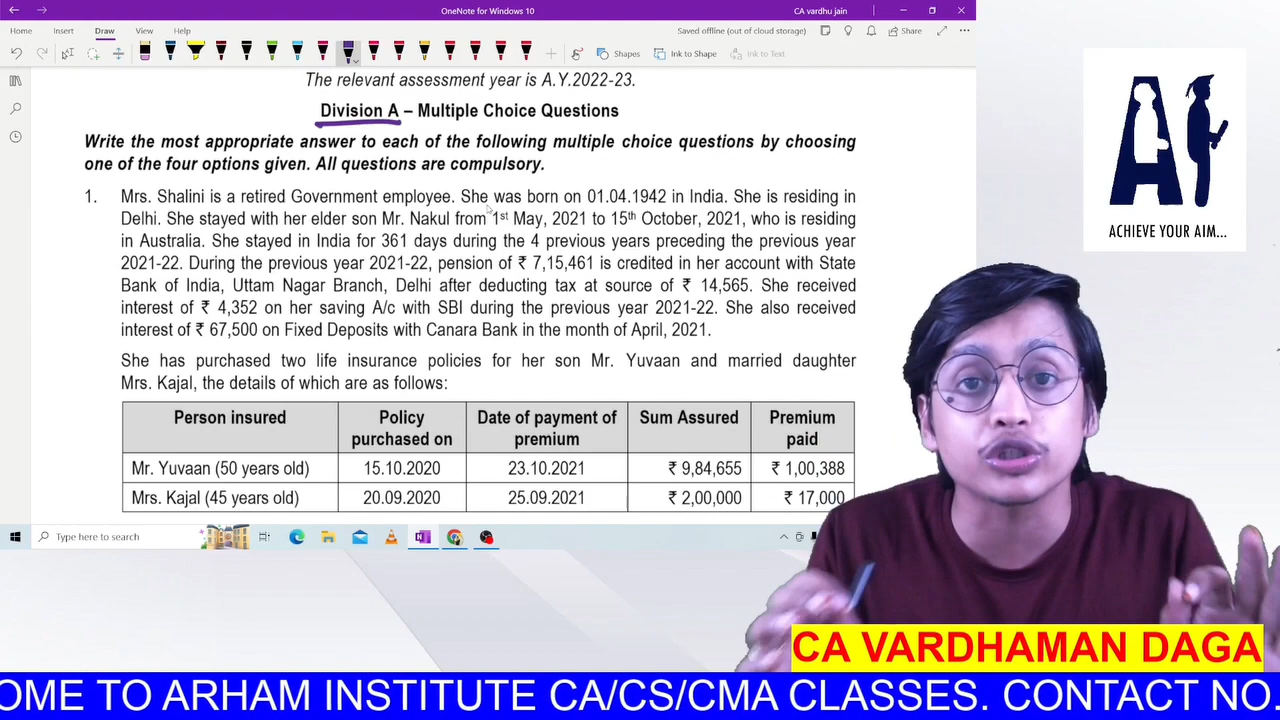 OneNote for Windows 10
CA vardhu jain
Home Insert Draw View Help
Saved offline (out of cloud storage)
Share
Shapes
Ink to Shape
Ink to Text
The relevant assessment year is A.Y.2022-23.
Division A – Multiple Choice Questions
Write the most appropriate answer to each of the following multiple choice questions by choosing
one of the four options given. All questions are compulsory.
1. Mrs. Shalini is a retired Government employee. She was born on 01.04.1942 in India. She is residing in
Delhi. She stayed with her elder son Mr. Nakul from 1st May, 2021 to 15th October, 2021, who is residing
in Australia. She stayed in India for 361 days during the 4 previous years preceding the previous year
2021-22. During the previous year 2021-22, pension of ₹ 7,15,461 is credited in her account with State
Bank of India, Uttam Nagar Branch, Delhi after deducting tax at source of ₹ 14,565. She received
interest of ₹ 4,352 on her saving A/c with SBI during the previous year 2021-22. She also received
interest of ₹ 67,500 on Fixed Deposits with Canara Bank in the month of April, 2021.
She has purchased two life insurance policies for her son Mr. Yuvaan and married daughter
Mrs. Kajal, the details of which are as follows:
Person insured Policy purchased on Date of payment of premium Sum Assured Premium paid
Mr. Yuvaan (50 years old) 15.10.2020 23.10.2021 ₹ 9,84,655 ₹ 1,00,388
Mrs. Kajal (45 years old) 20.09.2020 25.09.2021 ₹ 2,00,000 ₹ 17,000
Type here to search
ACHIEVE YOUR AIM...
CA VARDHAMAN DAGA
OME TO ARHAM INSTITUTE CA/CS/CMA CLASSES. CONTACT NO.